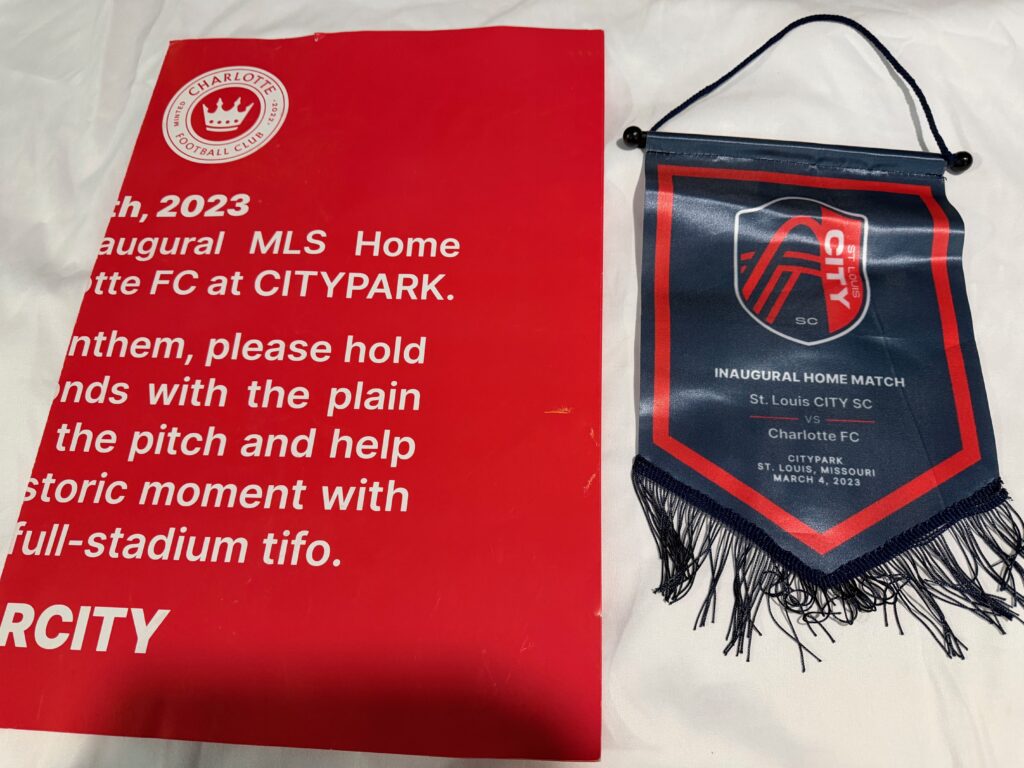 CHARLOTTE
MINTED
2022
FOOTBALL CLUB
th, 2023
augural MLS Home
otte FC at CITYPARK.
nthem, please hold
nds with the plain
the pitch and help
storic moment with
full-stadium tifo.
RCITY
ST. LOUIS
CITY
SC
INAUGURAL HOME MATCH
St. Louis CITY SC
VS
Charlotte FC
CITYPARK
ST. LOUIS, MISSOURI
MARCH 4, 2023